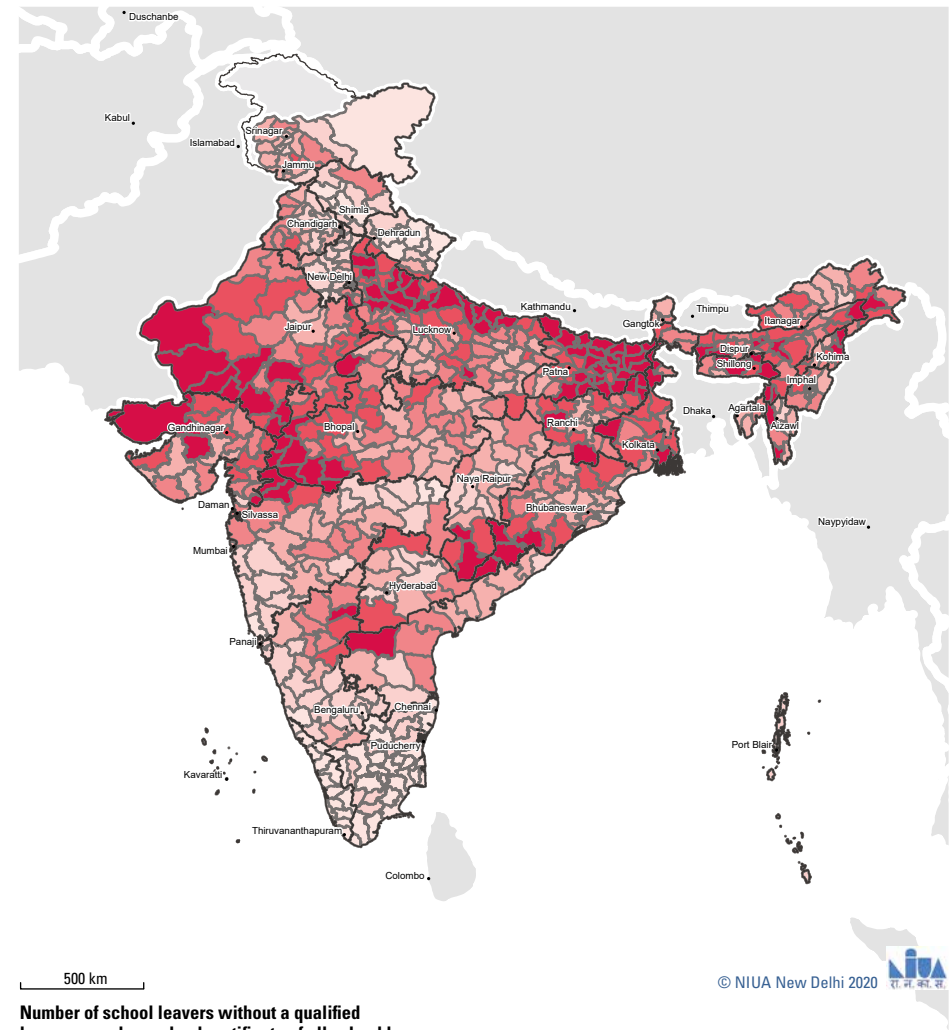 Duschanbe
Kabul
Srinagar
Islamabad
Jammu
Shimla
Chandigarh
Dehradun
New Delhi
Kathmandu
Thimpu
Gangtok
Itanagar
Jaipur
Lucknow
Dispur
Kohima
Shillong
Patna
Imphal
Dhaka
Agartala
Gandhinagar
Bhopal
Ranchi
Aizawl
Kolkata
Naya Raipur
Daman
Silvassa
Bhubaneswar
Naypyidaw
Mumbai
Hyderabad
Panaji
Bengaluru
Chennai
Puducherry
Port Blair
Kavaratti
Thiruvananthapuram
Colombo
500 km
© NIUA New Delhi 2020
NIUA
रा. न. का. सं.
Number of school leavers without a qualified